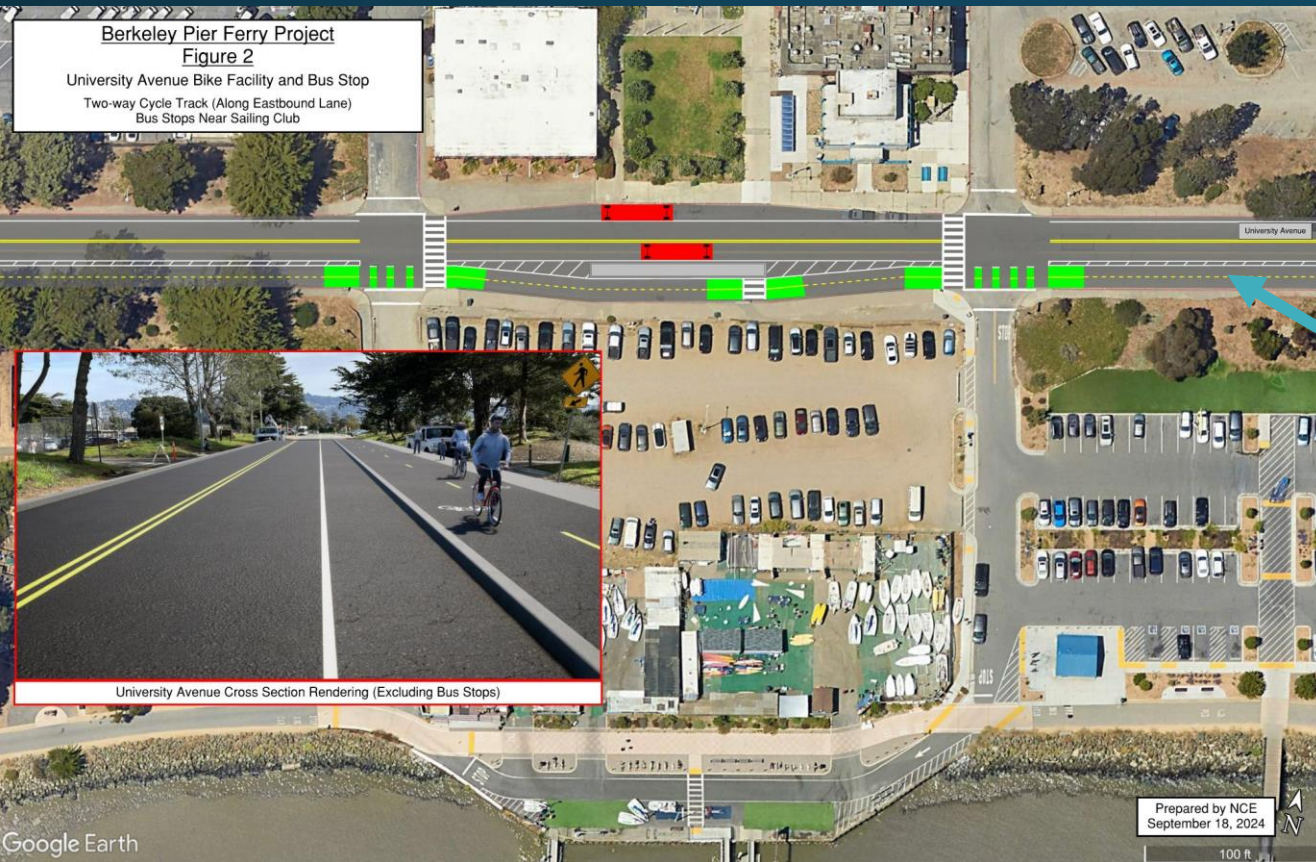 Berkeley Pier Ferry Project
Figure 2
University Avenue Bike Facility and Bus Stop
Two-way Cycle Track (Along Eastbound Lane)
Bus Stops Near Sailing Club
University Avenue
STOP
University Avenue Cross Section Rendering (Excluding Bus Stops)
STOP
Prepared by NCE
September 18, 2024
N
Google Earth
100 ft